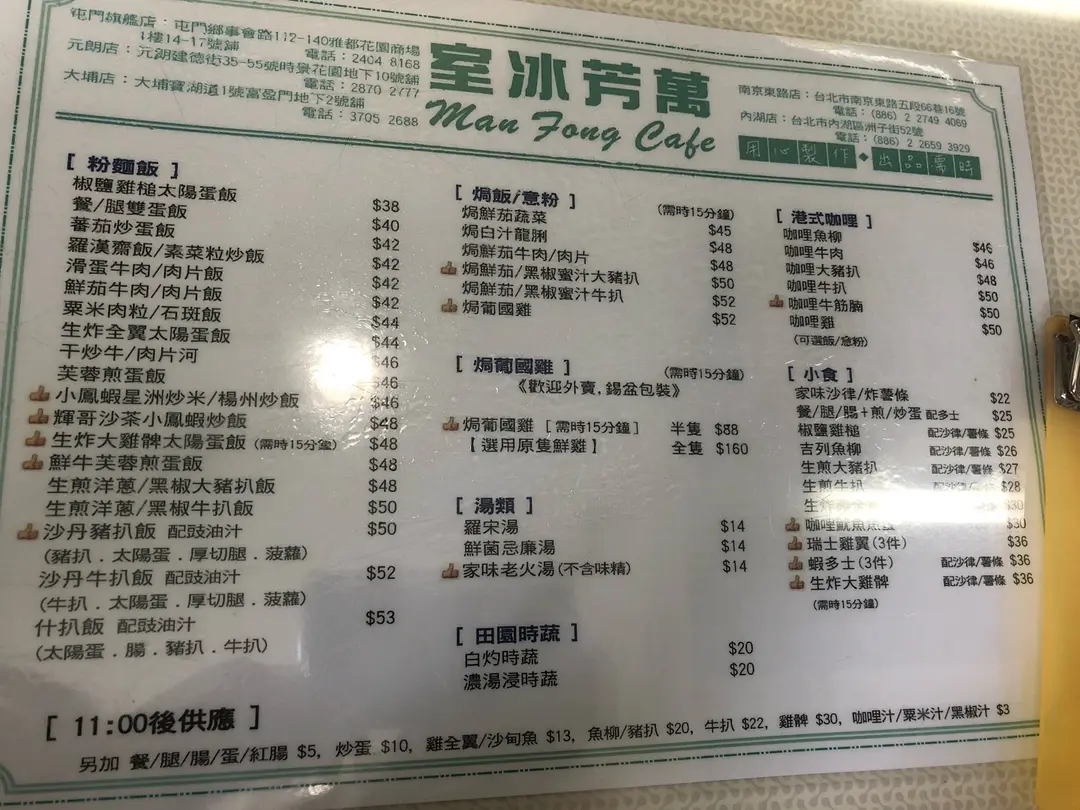 屯門旗艦店：屯門鄉事會路112-140雅都花園商場
1樓14-17號舖 電話：2404 8168
元朗店：元朗建德街35-55號時景花園地下10號舖
電話：2870 2777
大埔店：大埔寶湖道1號富盈門地下2號舖
電話：3705 2688
室冰芳萬
Man Fong Cafe
南京東路店：台北市南京東路五段66巷16號
電話：(886) 2 2749 4069
內湖店：台北市內湖區洲子街52號
電話：(886) 2 2659 3929
用心製作◆出品需時
[ 粉麵飯 ]
椒鹽雞槌太陽蛋飯 $38
餐/腿雙蛋飯 $40
蕃茄炒蛋飯 $42
羅漢齋飯/素菜粒炒飯 $42
滑蛋牛肉/肉片飯 $42
鮮茄牛肉/肉片飯 $42
粟米肉粒/石斑飯 $44
生炸全翼太陽蛋飯 $44
干炒牛/肉片河 $46
芙蓉煎蛋飯 $46
小鳳蝦星洲炒米/楊州炒飯 $46
輝哥沙茶小鳳蝦炒飯 $48
生炸大雞髀太陽蛋飯 (需時15分鐘) $48
鮮牛芙蓉煎蛋飯 $48
生煎洋蔥/黑椒大豬扒飯 $48
生煎洋蔥/黑椒牛扒飯 $50
沙丹豬扒飯 配豉油汁 $50
(豬扒．太陽蛋．厚切腿．菠蘿)
沙丹牛扒飯 配豉油汁 $52
(牛扒．太陽蛋．厚切腿．菠蘿)
什扒飯 配豉油汁 $53
(太陽蛋．腸．豬扒．牛扒)
[ 焗飯/意粉 ] (需時15分鐘)
焗鮮茄蔬菜 $45
焗白汁龍脷 $48
焗鮮茄牛肉/肉片 $48
焗鮮茄/黑椒蜜汁大豬扒 $50
焗鮮茄/黑椒蜜汁牛扒 $52
焗葡國雞 $52
[ 焗葡國雞 ] (需時15分鐘)
《歡迎外賣,錫盆包裝》
焗葡國雞 [ 需時15分鐘 ] 半隻 $88
【 選用原隻鮮雞 】 全隻 $160
[ 湯類 ]
羅宋湯 $14
鮮菌忌廉湯 $14
家味老火湯(不含味精) $14
[ 田園時蔬 ]
白灼時蔬 $20
濃湯浸時蔬 $20
[ 港式咖哩 ]
咖哩魚柳 $46
咖哩牛肉 $46
咖哩大豬扒 $48
咖哩牛扒 $50
咖哩牛筋腩 $50
咖哩雞 $50
(可選飯/意粉)
[ 小食 ]
家味沙律/炸薯條 $22
餐/腿/腸+煎/炒蛋 配多士 $25
椒鹽雞槌 配沙律/薯條 $25
吉列魚柳 配沙律/薯條 $26
生煎大豬扒 配沙律/薯條 $27
生煎牛扒 配沙律/ $28
生炸 $30
咖哩魷魚魚蛋 $30
瑞士雞翼(3件) $36
蝦多士(3件) 配沙律/薯條 $36
生炸大雞髀 配沙律/薯條 $36
(需時15分鐘)
[ 11:00後供應 ]
另加 餐/腿/腸/蛋/紅腸 $5, 炒蛋 $10, 雞全翼/沙甸魚 $13, 魚柳/豬扒 $20, 牛扒 $22, 雞髀 $30, 咖哩汁/粟米汁/黑椒汁 $3